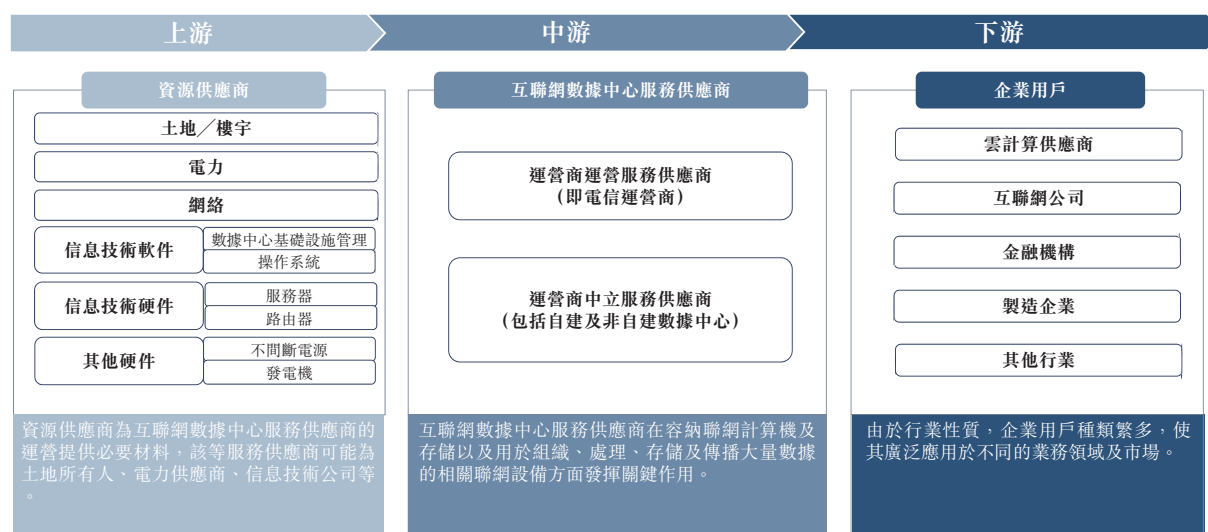 上游
中游
下游
資源供應商
土地／樓宇
電力
網絡
信息技術軟件
數據中心基礎設施管理
操作系統
信息技術硬件
服務器
路由器
其他硬件
不間斷電源
發電機
資源供應商為互聯網數據中心服務供應商的
運營提供必要材料，該等服務供應商可能為
土地所有人、電力供應商、信息技術公司等
。
互聯網數據中心服務供應商
運營商運營服務供應商
(即電信運營商)
運營商中立服務供應商
(包括自建及非自建數據中心)
互聯網數據中心服務供應商在容納聯網計算機及
存儲以及用於組織、處理、存儲及傳播大量數據
的相關聯網設備方面發揮關鍵作用。
企業用戶
雲計算供應商
互聯網公司
金融機構
製造企業
其他行業
由於行業性質，企業用戶種類繁多，使
其廣泛應用於不同的業務領域及市場。